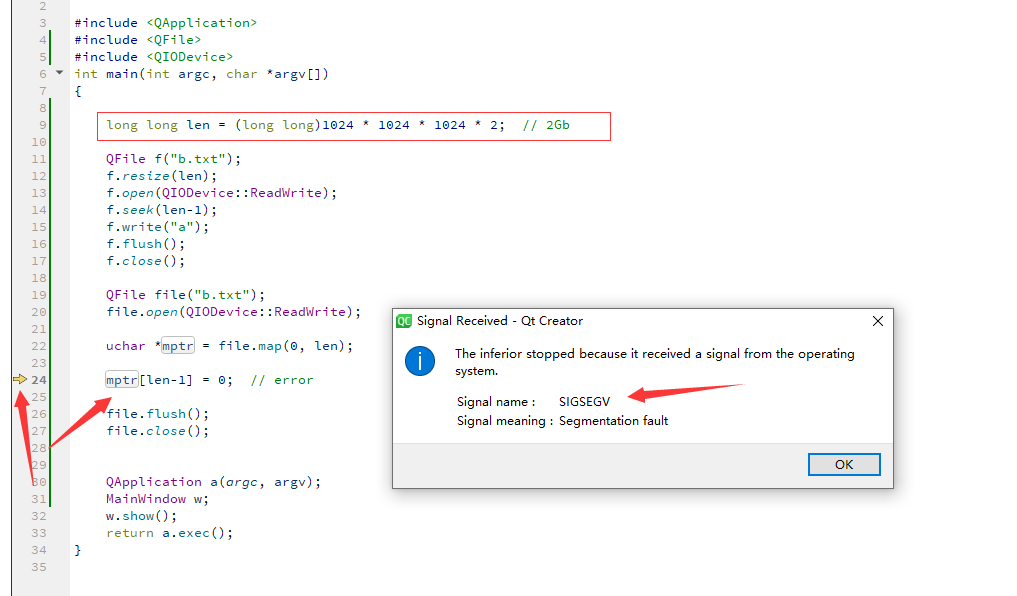 2
3 #include <QApplication>
4 #include <QFile>
5 #include <QIODevice>
6 int main(int argc, char *argv[])
7 {
8
9 long long len = (long long)1024 * 1024 * 1024 * 2;  // 2Gb
10
11 QFile f("b.txt");
12 f.resize(len);
13 f.open(QIODevice::ReadWrite);
14 f.seek(len-1);
15 f.write("a");
16 f.flush();
17 f.close();
18
19 QFile file("b.txt");
20 file.open(QIODevice::ReadWrite);
21
22 uchar *mptr = file.map(0, len);
23
24 mptr[len-1] = 0;  // error
25
26 file.flush();
27 file.close();
28
29
30 QApplication a(argc, argv);
31 MainWindow w;
32 w.show();
33 return a.exec();
34 }
35
QC Signal Received - Qt Creator
The inferior stopped because it received a signal from the operating
system.
Signal name : SIGSEGV
Signal meaning : Segmentation fault
OK